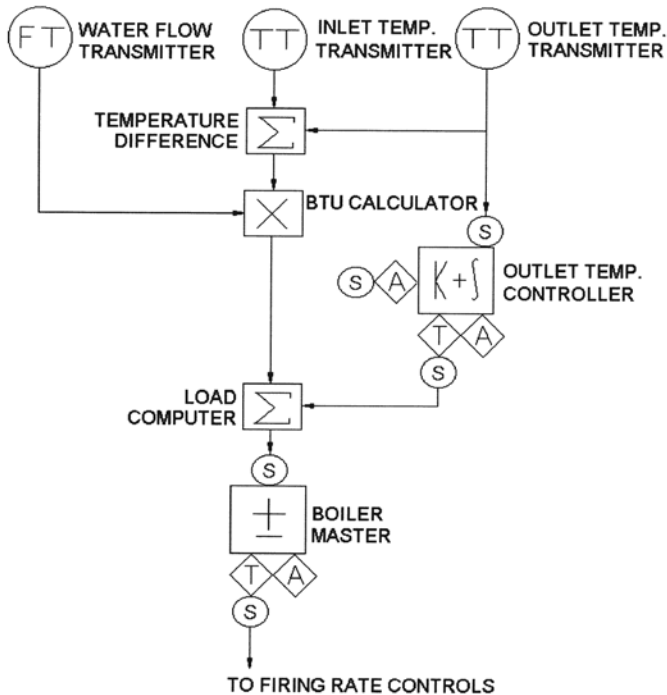 FT
WATER FLOW
TRANSMITTER
TT
INLET TEMP.
TRANSMITTER
TT
OUTLET TEMP.
TRANSMITTER
TEMPERATURE
DIFFERENCE
Σ
×
BTU CALCULATOR
S
S
A
K+∫
OUTLET TEMP.
CONTROLLER
T
A
S
LOAD
COMPUTER
Σ
S
±
BOILER
MASTER
T
A
S
TO FIRING RATE CONTROLS